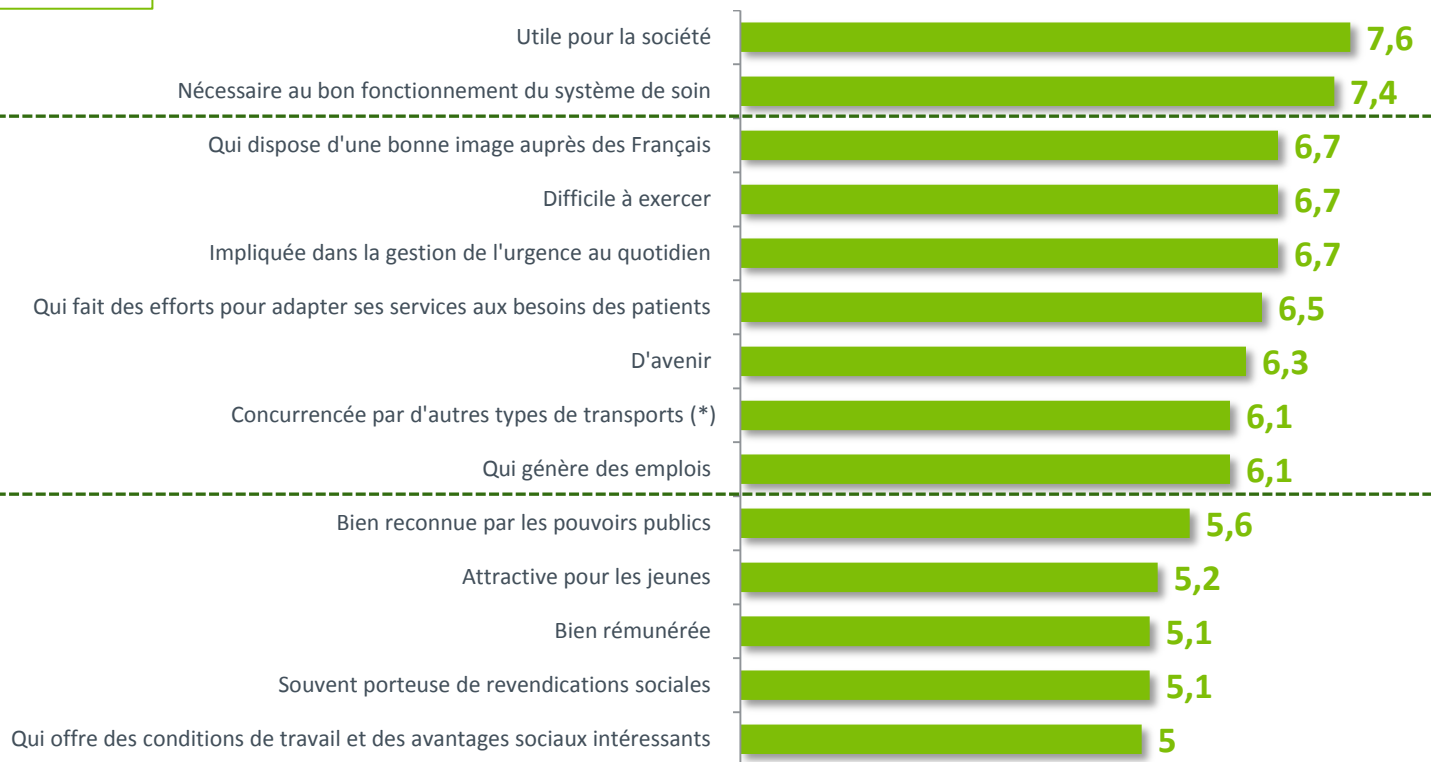 Utile pour la société 7,6
Nécessaire au bon fonctionnement du système de soin 7,4
Qui dispose d'une bonne image auprès des Français 6,7
Difficile à exercer 6,7
Impliquée dans la gestion de l'urgence au quotidien 6,7
Qui fait des efforts pour adapter ses services aux besoins des patients 6,5
D'avenir 6,3
Concurrencée par d'autres types de transports (*) 6,1
Qui génère des emplois 6,1
Bien reconnue par les pouvoirs publics 5,6
Attractive pour les jeunes 5,2
Bien rémunérée 5,1
Souvent porteuse de revendications sociales 5,1
Qui offre des conditions de travail et des avantages sociaux intéressants 5